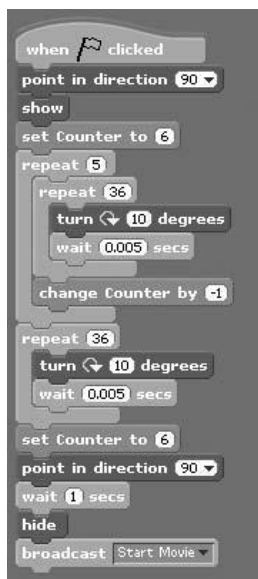 when clicked
point in direction 90
show
set Counter to 6
repeat 5
repeat 36
turn 10 degrees
wait 0.005 secs
change Counter by -1
repeat 36
turn 10 degrees
wait 0.005 secs
set Counter to 6
point in direction 90
wait 1 secs
hide
broadcast Start Movie